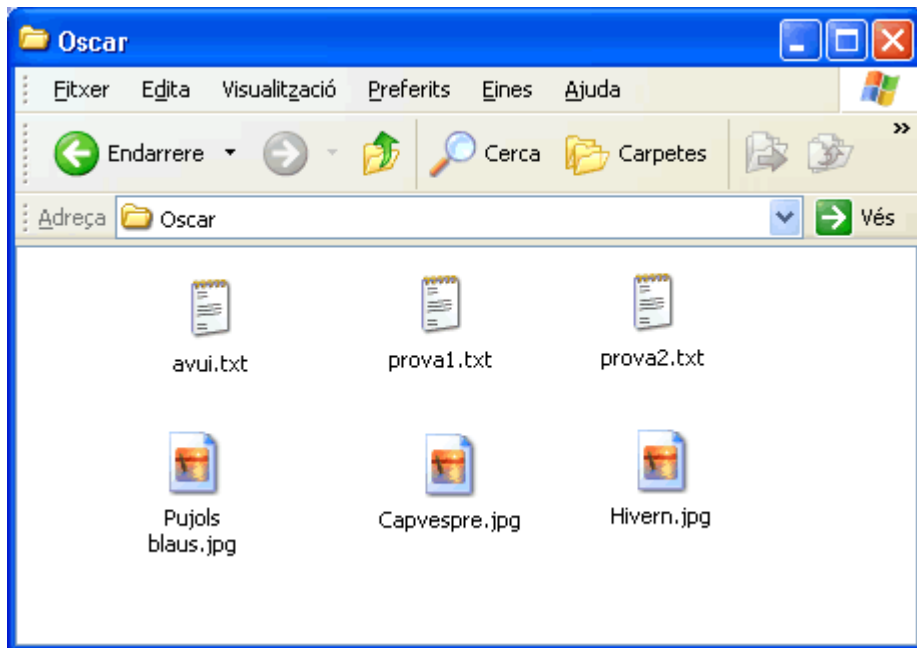 Oscar
Fitxer Edita Visualització Preferits Eines Ajuda
Endarrere Cerca Carpetes »
Adreça Oscar Vés
avui.txt prova1.txt prova2.txt
Pujols
blaus.jpg Capvespre.jpg Hivern.jpg